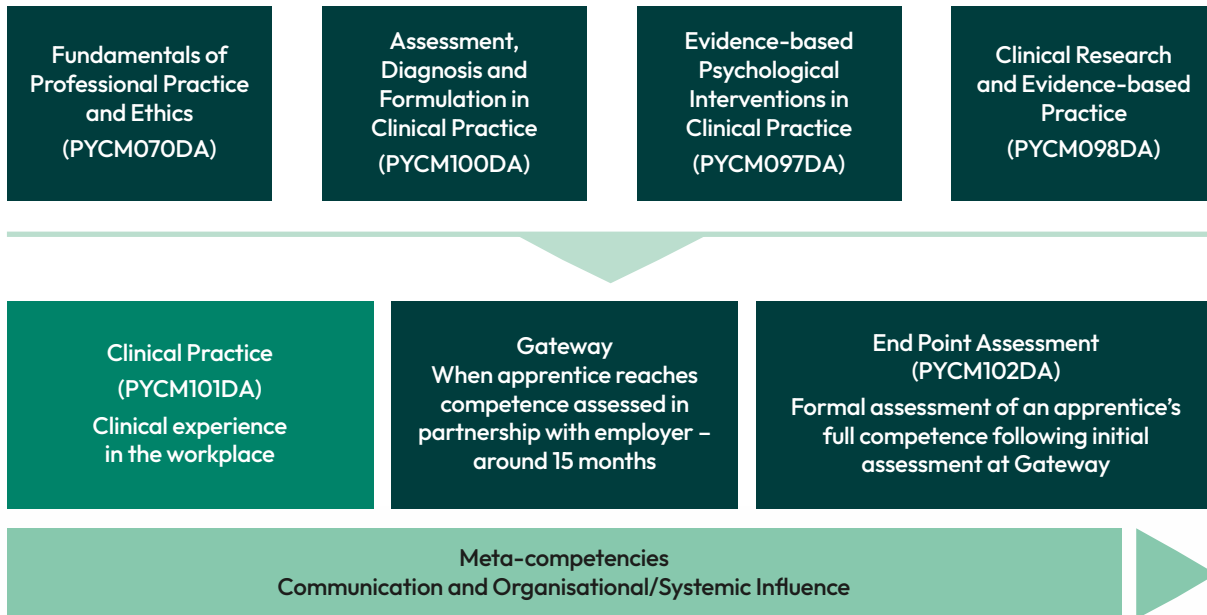 Fundamentals of
Professional Practice
and Ethics
(PYCM070DA)
Assessment,
Diagnosis and
Formulation in
Clinical Practice
(PYCM100DA)
Evidence-based
Psychological
Interventions in
Clinical Practice
(PYCM097DA)
Clinical Research
and Evidence-based
Practice
(PYCM098DA)
Clinical Practice
(PYCM101DA)
Clinical experience
in the workplace
Gateway
When apprentice reaches
competence assessed in
partnership with employer –
around 15 months
End Point Assessment
(PYCM102DA)
Formal assessment of an apprentice’s
full competence following initial
assessment at Gateway
Meta-competencies
Communication and Organisational/Systemic Influence